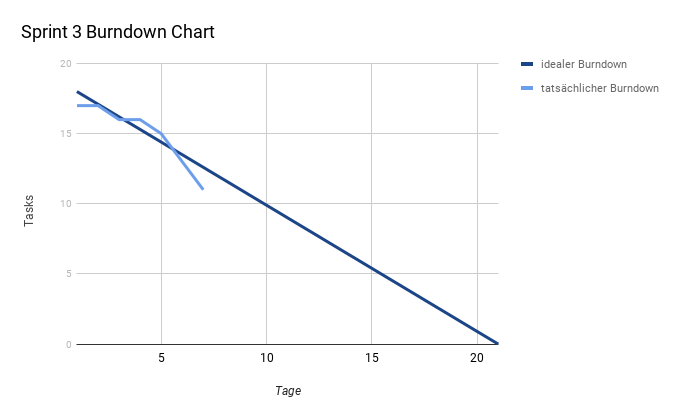 Sprint 3 Burndown Chart
idealer Burndown
tatsächlicher Burndown
20
15
10
5
0
Tasks
5 10 15 20
Tage